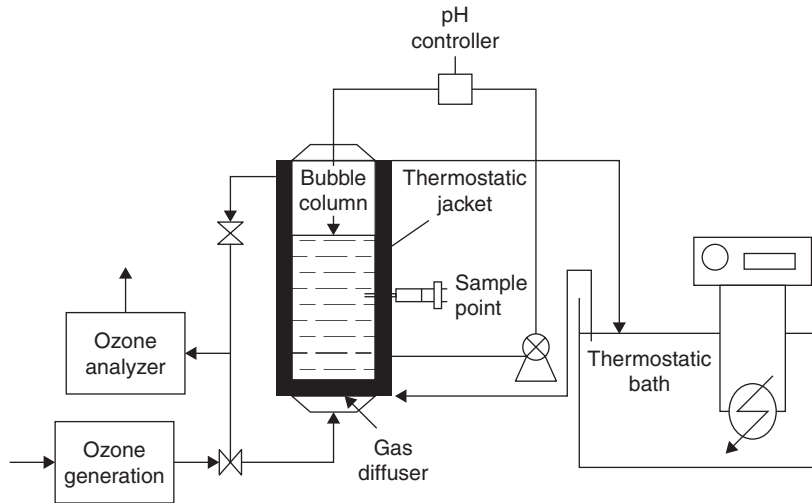 pH
controller
Bubble
column
Thermostatic
jacket
Sample
point
Ozone
analyzer
Thermostatic
bath
Ozone
generation
Gas
diffuser